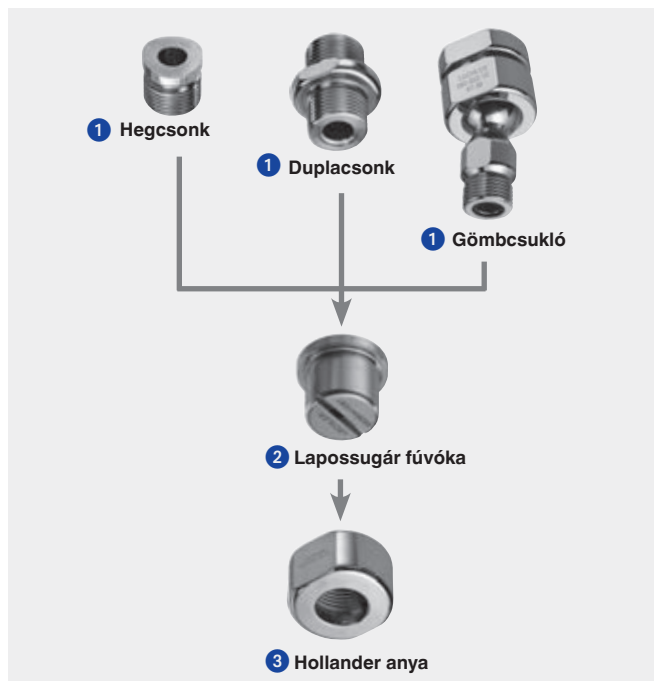 1 Hegcsonk
1 Duplacsonk
1 Gömbcsukló
2 Lapossugár fúvóka
3 Hollander anya